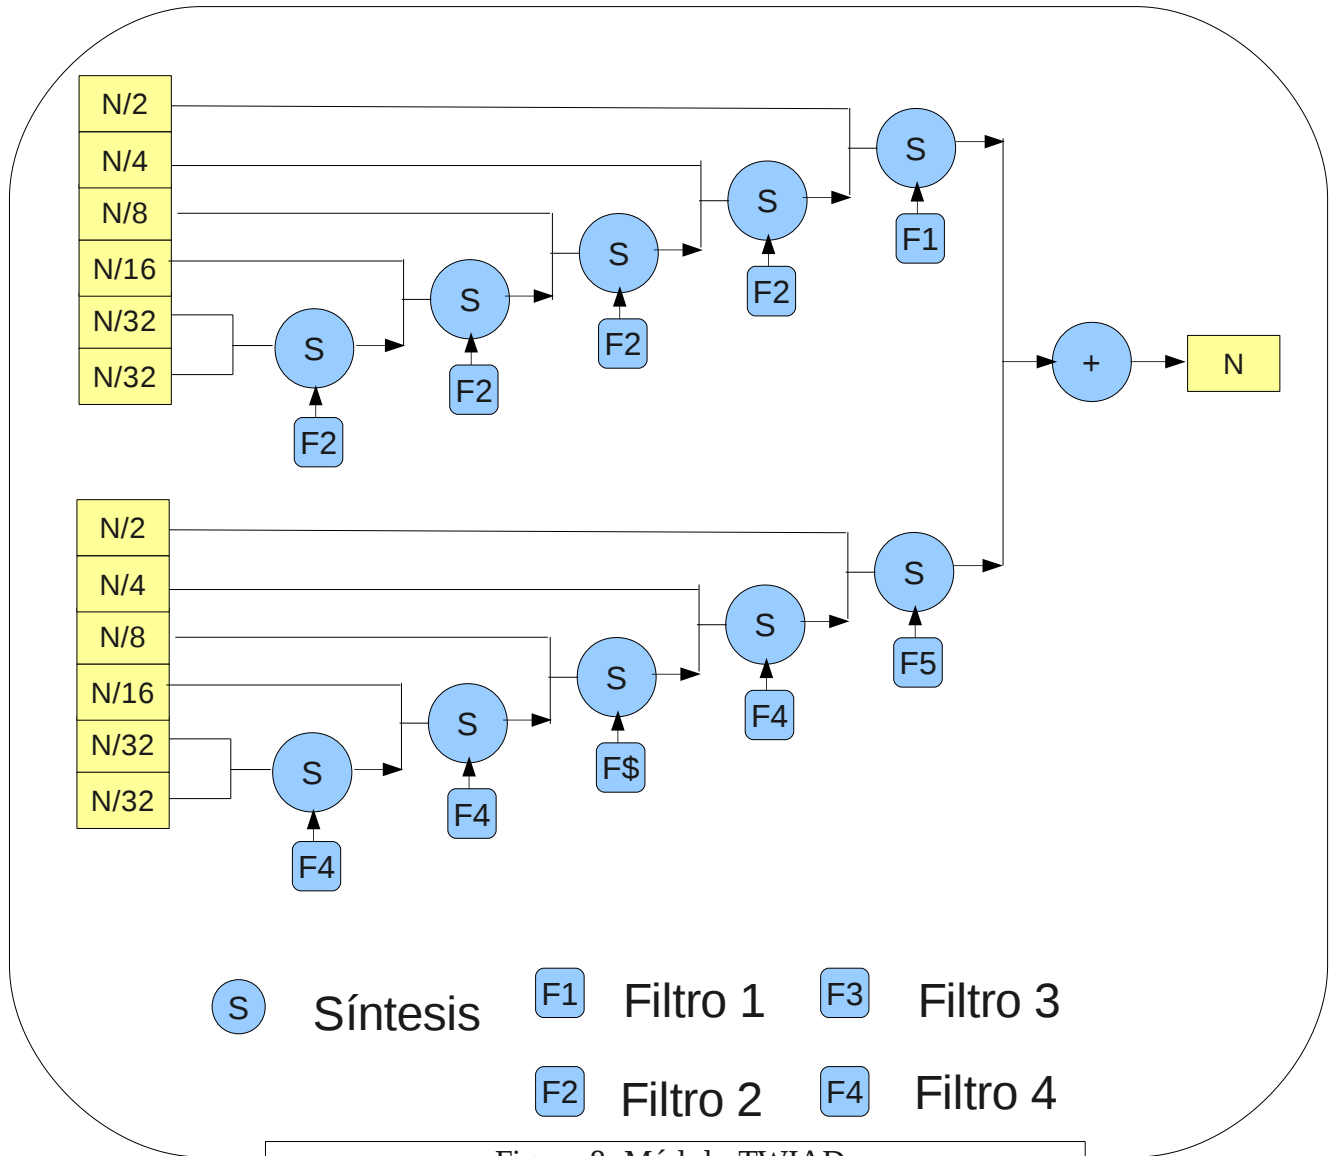 N/2
N/4
N/8
N/16
N/32
N/32
S
F2
S
F2
S
F2
S
F2
S
F1
+
N
N/2
N/4
N/8
N/16
N/32
N/32
S
F4
S
F4
S
F$
S
F4
S
F5
S Síntesis
F1 Filtro 1
F3 Filtro 3
F2 Filtro 2
F4 Filtro 4